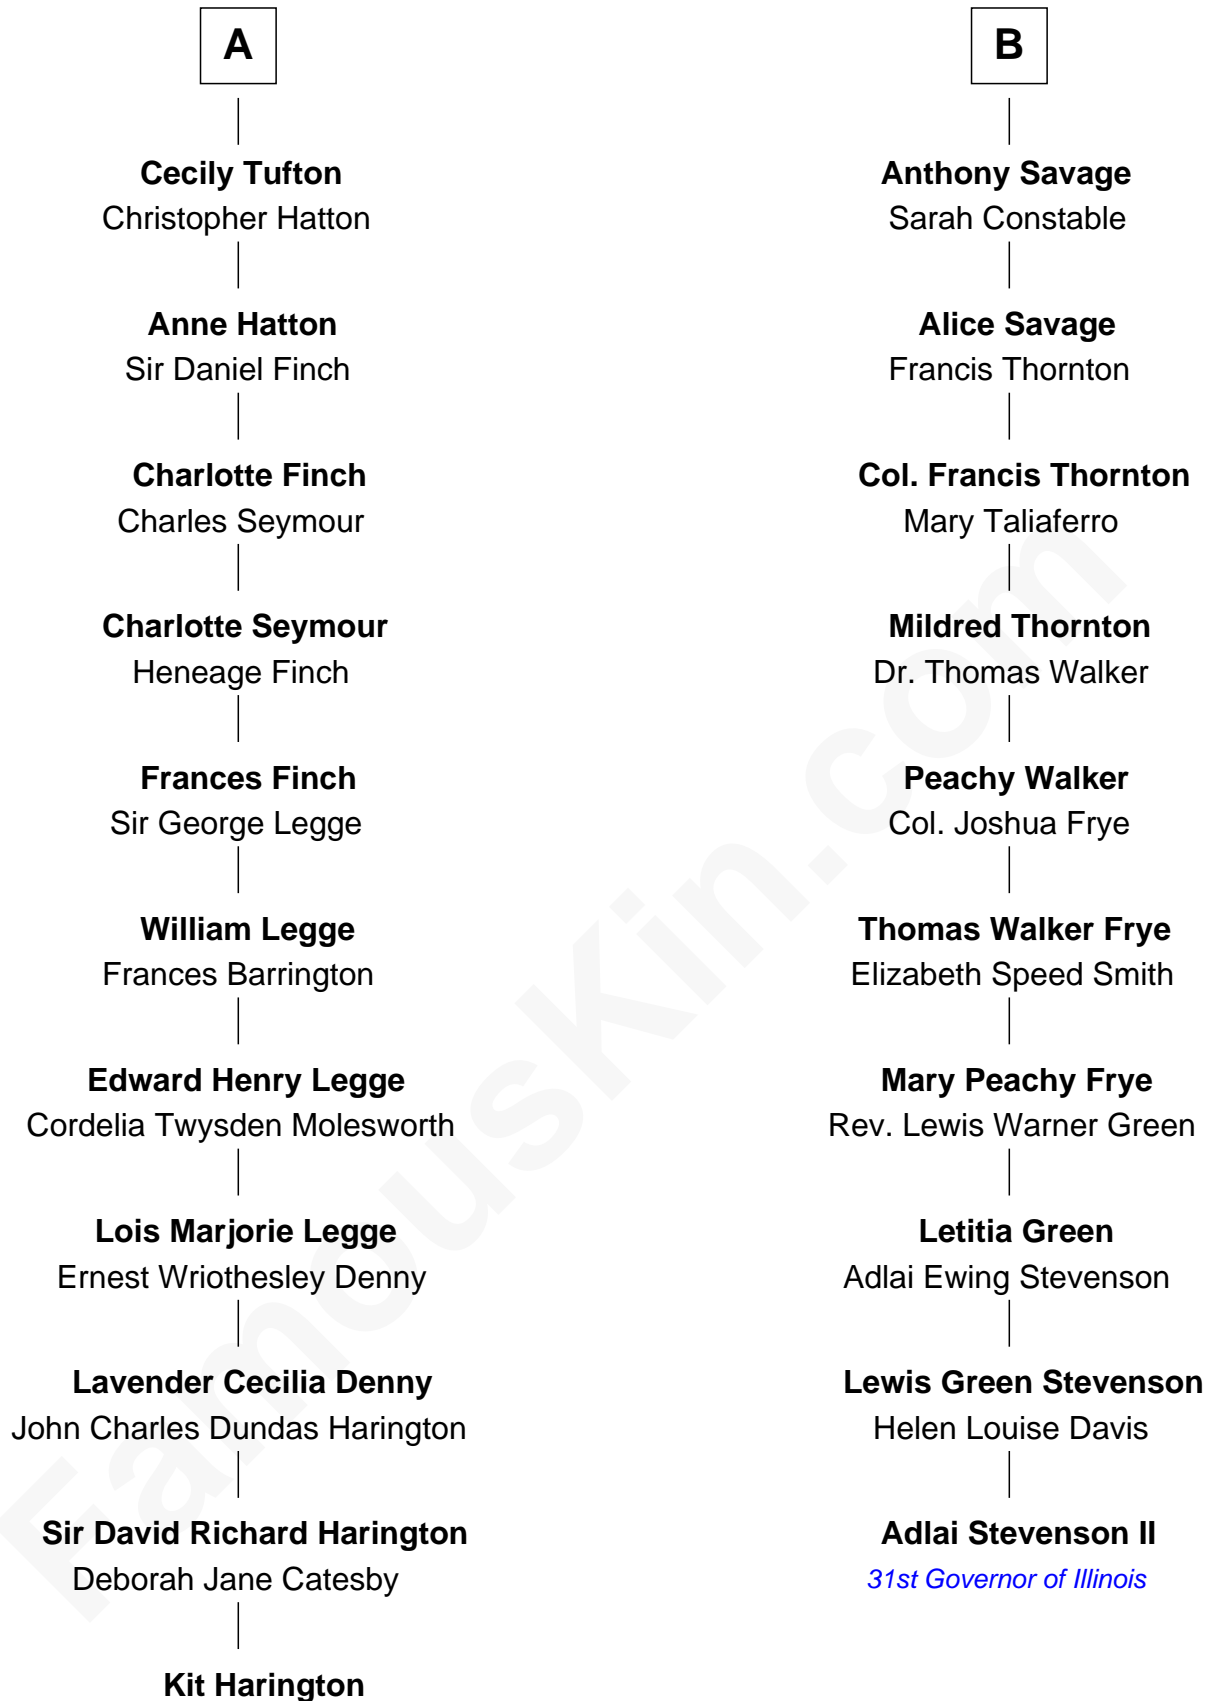 A
Cecily Tufton
Christopher Hatton
Anne Hatton
Sir Daniel Finch
Charlotte Finch
Charles Seymour
Charlotte Seymour
Heneage Finch
Frances Finch
Sir George Legge
William Legge
Frances Barrington
Edward Henry Legge
Cordelia Twysden Molesworth
Lois Marjorie Legge
Ernest Wriothesley Denny
Lavender Cecilia Denny
John Charles Dundas Harington
Sir David Richard Harington
Deborah Jane Catesby
Kit Harington
B
Anthony Savage
Sarah Constable
Alice Savage
Francis Thornton
Col. Francis Thornton
Mary Taliaferro
Mildred Thornton
Dr. Thomas Walker
Peachy Walker
Col. Joshua Frye
Thomas Walker Frye
Elizabeth Speed Smith
Mary Peachy Frye
Rev. Lewis Warner Green
Letitia Green
Adlai Ewing Stevenson
Lewis Green Stevenson
Helen Louise Davis
Adlai Stevenson II
31st Governor of Illinois
FamousKin.com